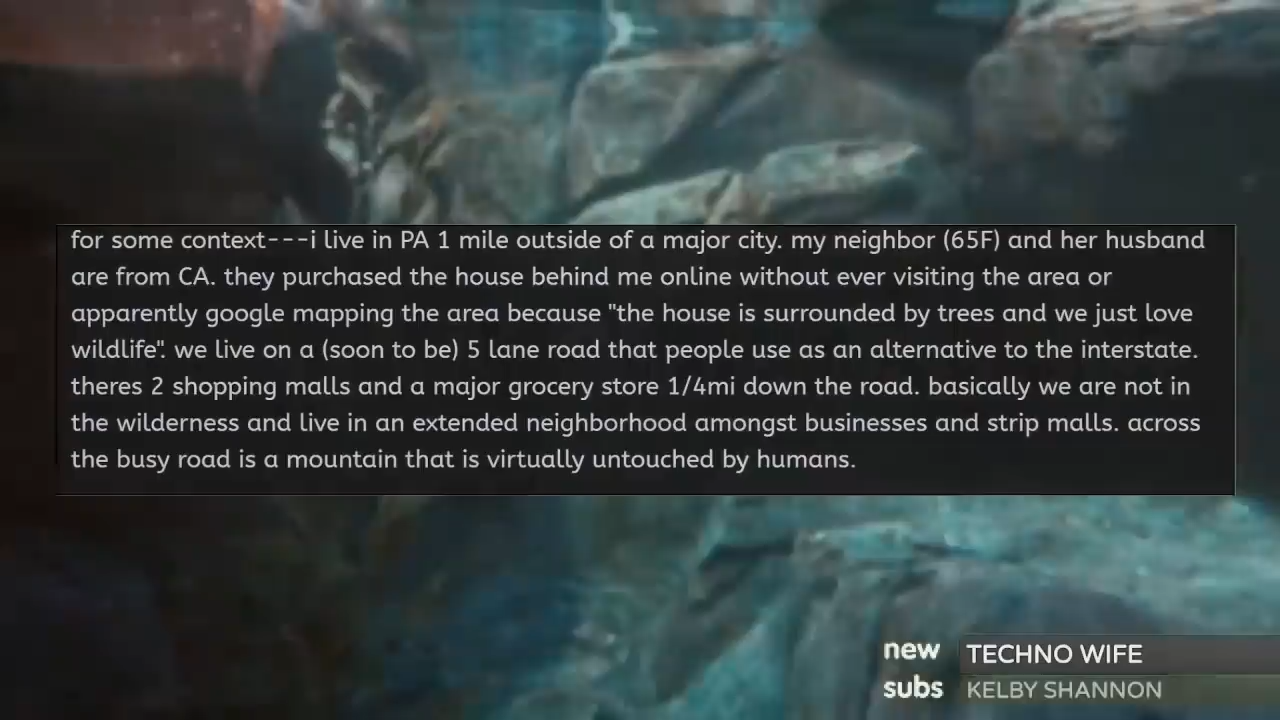 for some context---i live in PA 1 mile outside of a major city. my neighbor (65F) and her husband
are from CA. they purchased the house behind me online without ever visiting the area or
apparently google mapping the area because "the house is surrounded by trees and we just love
wildlife". we live on a (soon to be) 5 lane road that people use as an alternative to the interstate.
theres 2 shopping malls and a major grocery store 1/4mi down the road. basically we are not in
the wilderness and live in an extended neighborhood amongst businesses and strip malls. across
the busy road is a mountain that is virtually untouched by humans.
new TECHNO WIFE
subs KELBY SHANNON